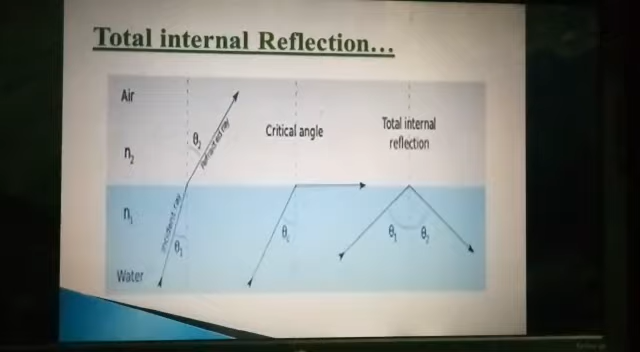 Total internal Reflection...
Air
n₂
θ₂
refracted ray
Critical angle
Total internal
reflection
n₁
incident ray
θ₁
θc
θ₁
θ₂
Water